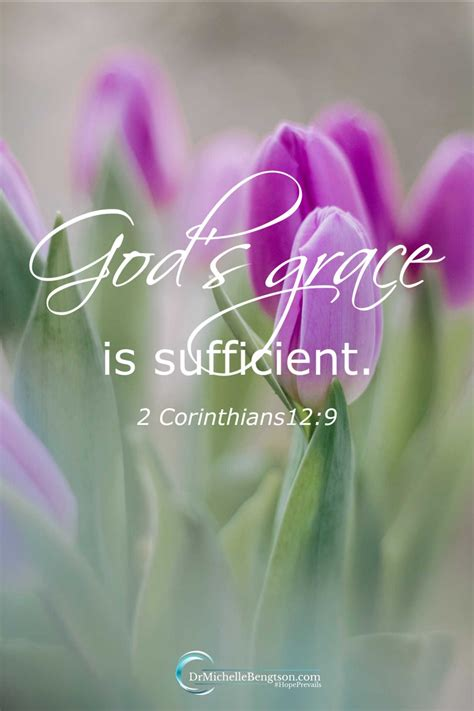 God's grace
is sufficient.
2 Corinthians12:9
DrMichelleBengtson.com
#HopePrevails